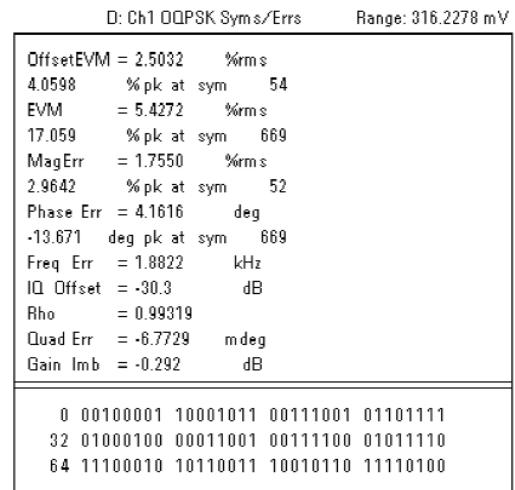 D: Ch1 OQPSK Syms/Errs Range: 316.2278 mV
OffsetEVM = 2.5032 %rms
4.0598 % pk at sym 54
EVM = 5.4272 %rms
17.059 % pk at sym 669
MagErr = 1.7550 %rms
2.9642 % pk at sym 52
Phase Err = 4.1616 deg
-13.671 deg pk at sym 669
Freq Err = 1.8822 kHz
IQ Offset = -30.3 dB
Rho = 0.99319
Quad Err = -6.7729 mdeg
Gain Imb = -0.292 dB
0 00100001 10001011 00111001 01101111
32 01000100 00011001 00111100 01011110
64 11100010 10110011 10010110 11110100